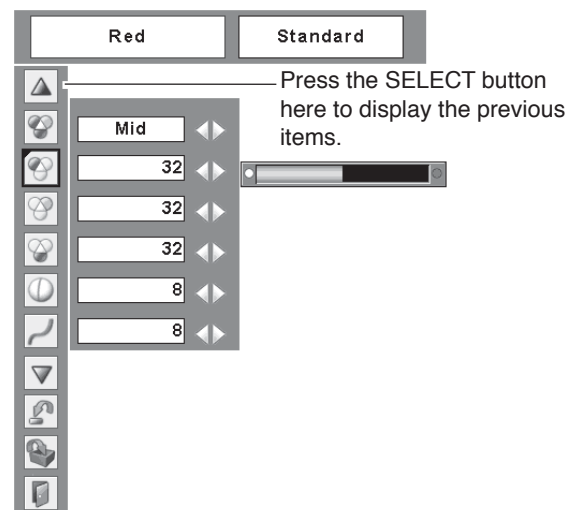 Red
Standard
Press the SELECT button
here to display the previous
items.
Mid
32
32
32
8
8